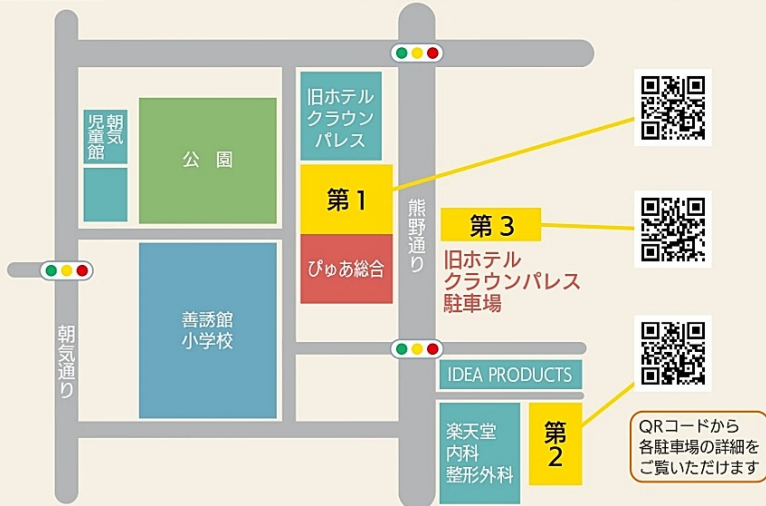 旧ホテル
クラウン
パレス
朝気
児童館
公園
第1
熊野通り
第3
旧ホテル
クラウンパレス
駐車場
ぴゅあ総合
善誘館
小学校
朝気通り
IDEA PRODUCTS
楽天堂
内科
整形外科
第
2
QRコードから
各駐車場の詳細を
ご覧いただけます